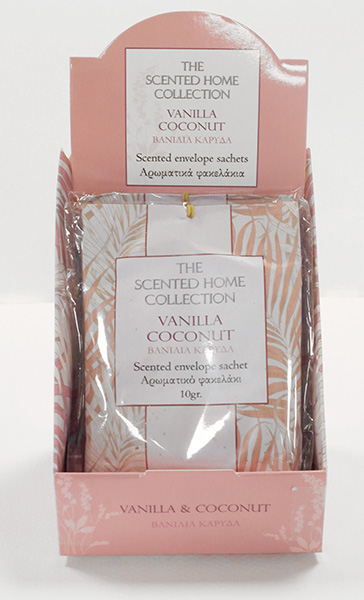 THE
SCENTED HOME
COLLECTION
VANILLA
COCONUT
ΒΑΝΙΛΙΑ ΚΑΡΥΔΑ
Scented envelope sachets
Αρωματικά φακελάκια
THE
SCENTED HOME
COLLECTION
VANILLA
COCONUT
ΒΑΝΙΛΙΑ ΚΑΡΥΔΑ
Scented envelope sachet
Αρωματικό φακελάκι
10gr.
VANILLA & COCONUT
ΒΑΝΙΛΙΑ ΚΑΡΥΔΑ